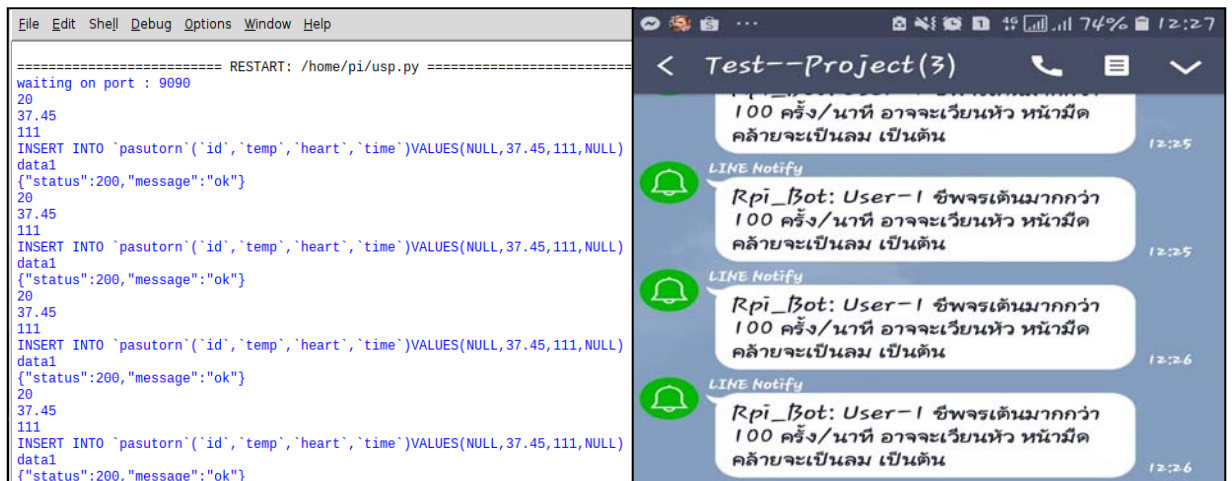 File Edit Shell Debug Options Window Help
========================== RESTART: /home/pi/usp.py ==========================
waiting on port : 9090
20
37.45
111
INSERT INTO `pasutorn`(`id`,`temp`,`heart`,`time`)VALUES(NULL,37.45,111,NULL)
data1
{"status":200,"message":"ok"}
20
37.45
111
INSERT INTO `pasutorn`(`id`,`temp`,`heart`,`time`)VALUES(NULL,37.45,111,NULL)
data1
{"status":200,"message":"ok"}
20
37.45
111
INSERT INTO `pasutorn`(`id`,`temp`,`heart`,`time`)VALUES(NULL,37.45,111,NULL)
data1
{"status":200,"message":"ok"}
20
37.45
111
INSERT INTO `pasutorn`(`id`,`temp`,`heart`,`time`)VALUES(NULL,37.45,111,NULL)
data1
{"status":200,"message":"ok"}
4G 74% 12:27
Test--Project(3)
100 ครั้ง/นาที อาจจะเวียนหัว หน้ามืด
คล้ายจะเป็นลม เป็นต้น
12:25
LINE Notify
Rpi_Bot: User-1 ชีพจรเต้นมากกว่า
100 ครั้ง/นาที อาจจะเวียนหัว หน้ามืด
คล้ายจะเป็นลม เป็นต้น
12:25
LINE Notify
Rpi_Bot: User-1 ชีพจรเต้นมากกว่า
100 ครั้ง/นาที อาจจะเวียนหัว หน้ามืด
คล้ายจะเป็นลม เป็นต้น
12:26
LINE Notify
Rpi_Bot: User-1 ชีพจรเต้นมากกว่า
100 ครั้ง/นาที อาจจะเวียนหัว หน้ามืด
คล้ายจะเป็นลม เป็นต้น
12:26